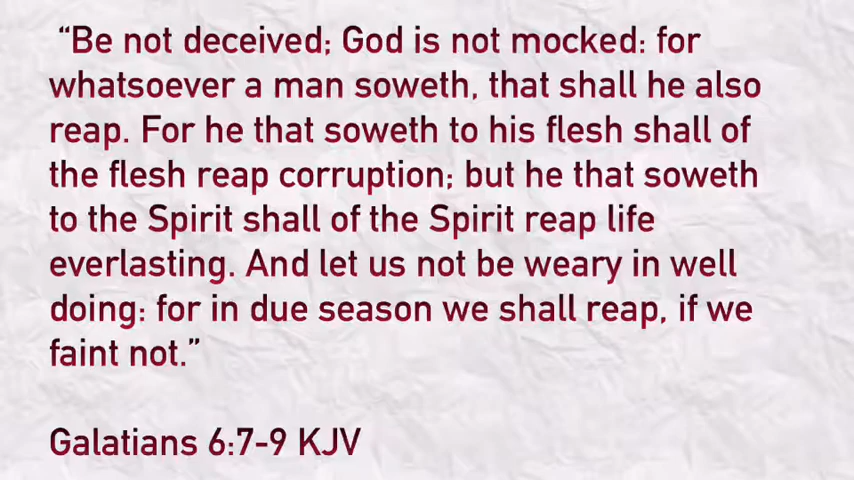 “Be not deceived; God is not mocked: for
whatsoever a man soweth, that shall he also
reap. For he that soweth to his flesh shall of
the flesh reap corruption; but he that soweth
to the Spirit shall of the Spirit reap life
everlasting. And let us not be weary in well
doing: for in due season we shall reap, if we
faint not.”
Galatians 6:7-9 KJV